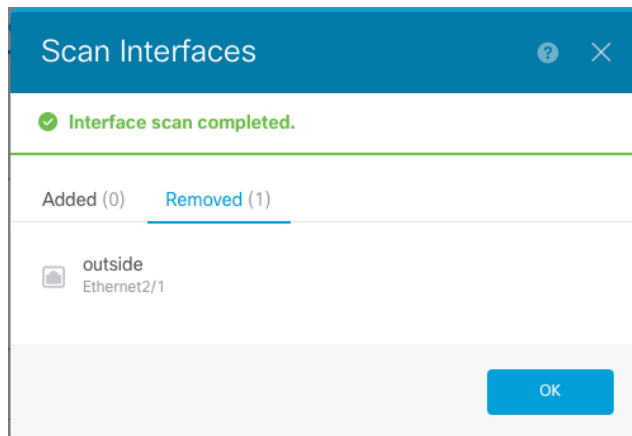 Scan Interfaces
Interface scan completed.
Added (0) Removed (1)
outside
Ethernet2/1
OK